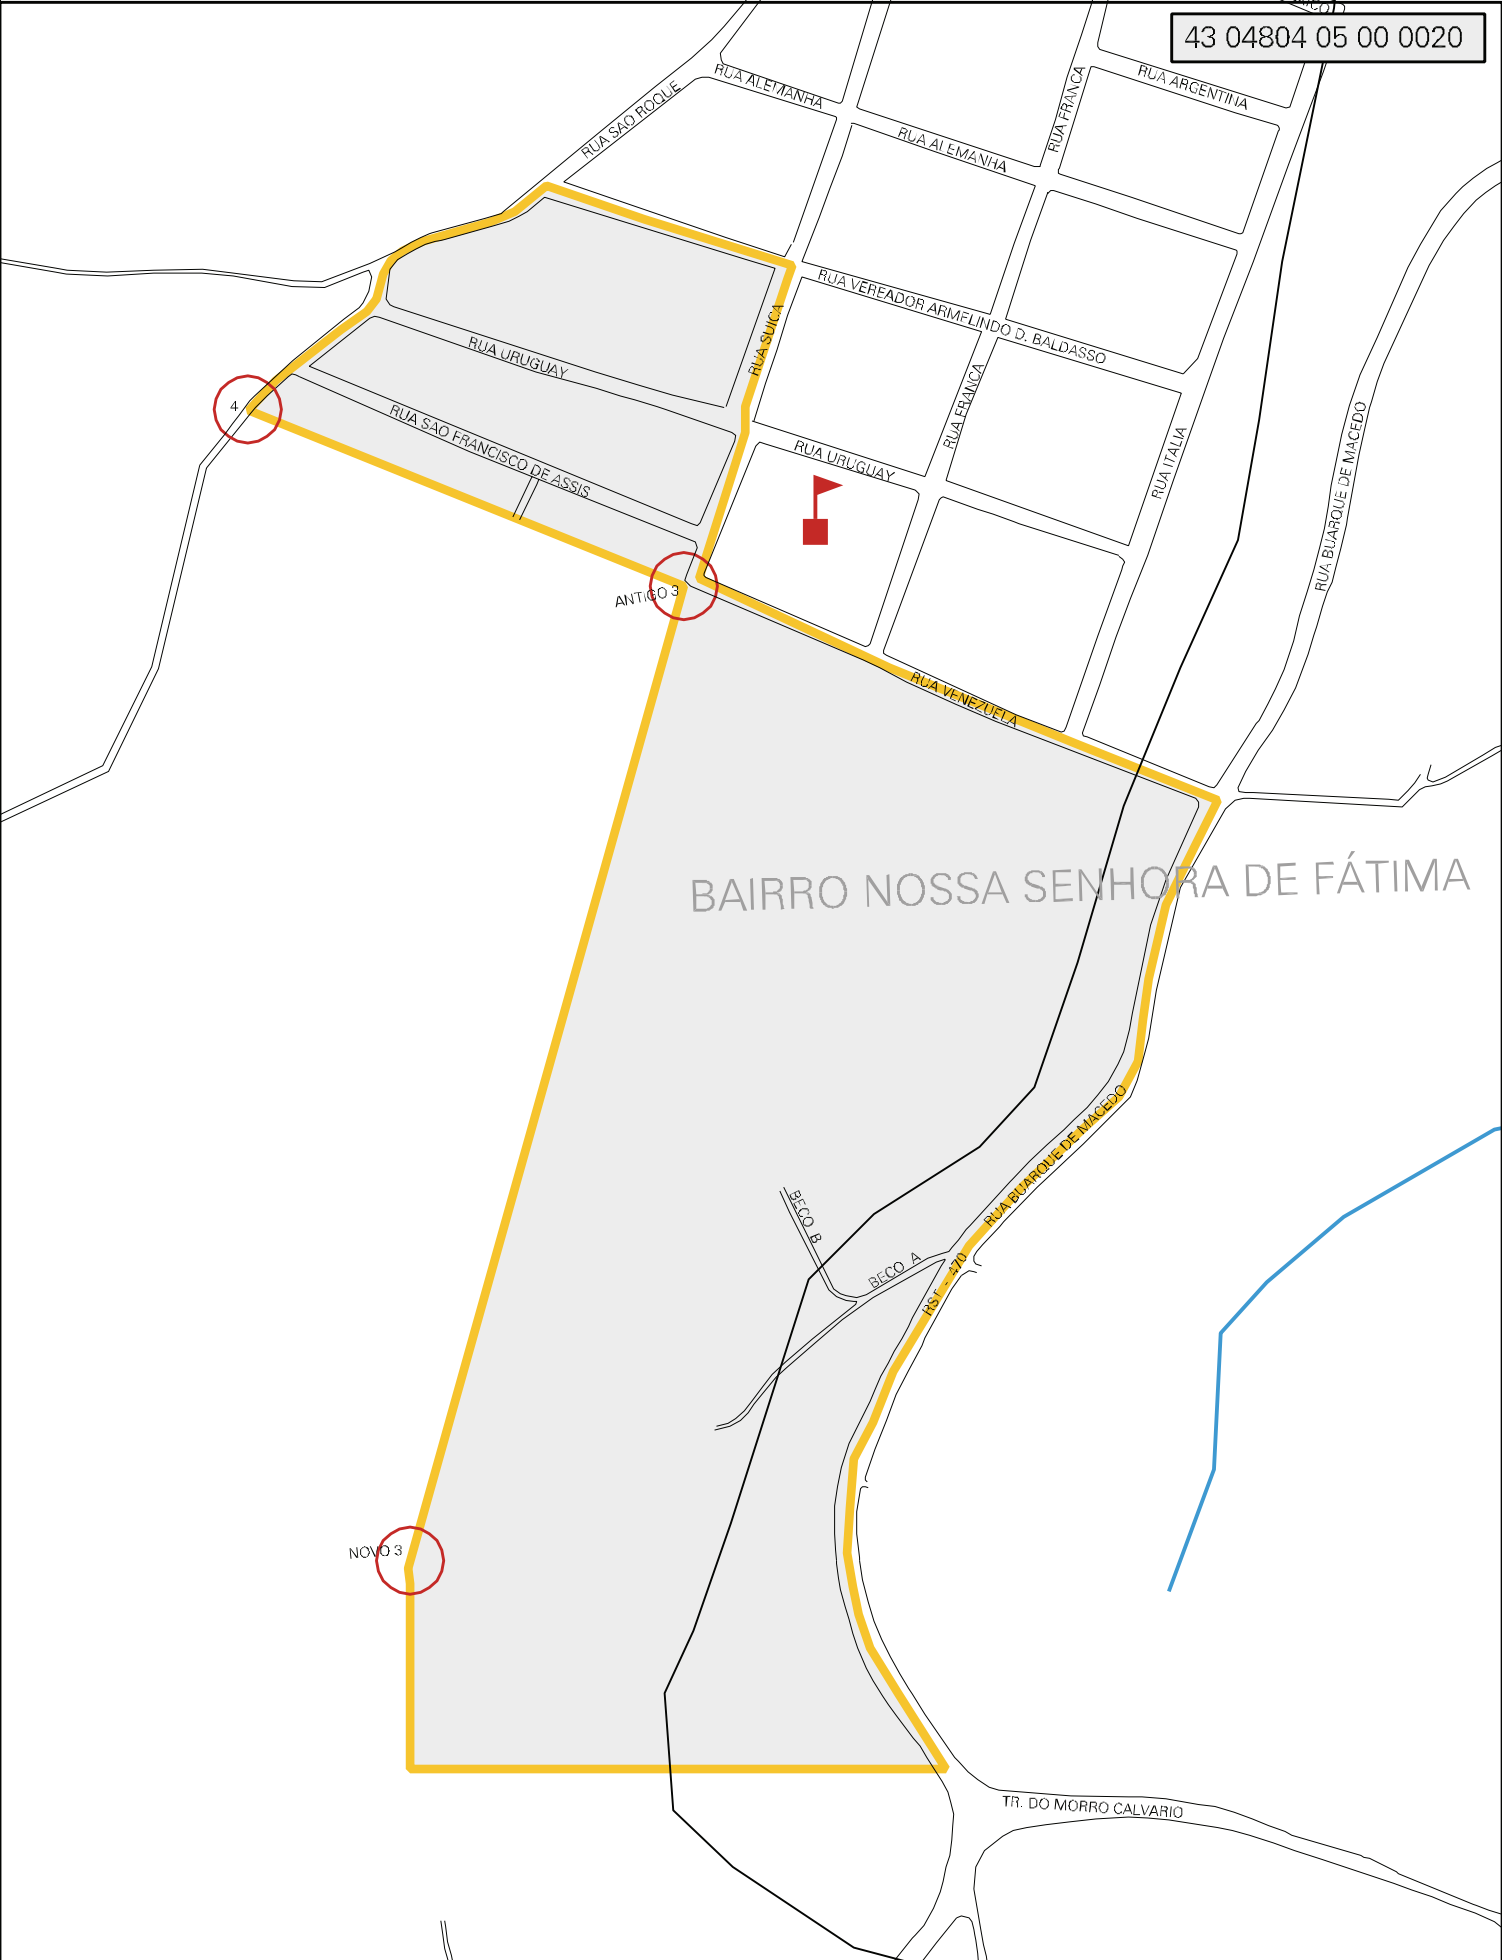 43 04804 05 00 0020
RUA ALEMANHA
RUA ARGENTINA
RUA SAO ROQUE
RUA FRANCA
RUA ALEMANHA
RUA VEREADOR ARMELINDO D. BALDASSO
RUA SUICA
RUA URUGUAY
RUA FRANCA
4
RUA SAO FRANCISCO DE ASSIS
RUA URUGUAY
RUA ITALIA
RUA BUARQUE DE MACEDO
ANTIGO 3
RUA VENEZUELA
BAIRRO NOSSA SENHORA DE FÁTIMA
RUA BUARQUE DE MACEDO
BECO B
BECO A
RST - 470
NOVO 3
TR. DO MORRO CALVARIO